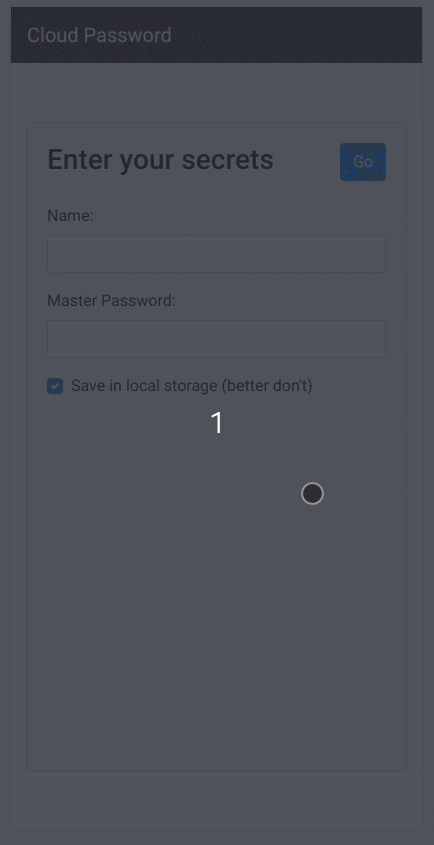 Cloud Password
Enter your secrets
Go
Name:
Master Password:
Save in local storage (better don't)
1